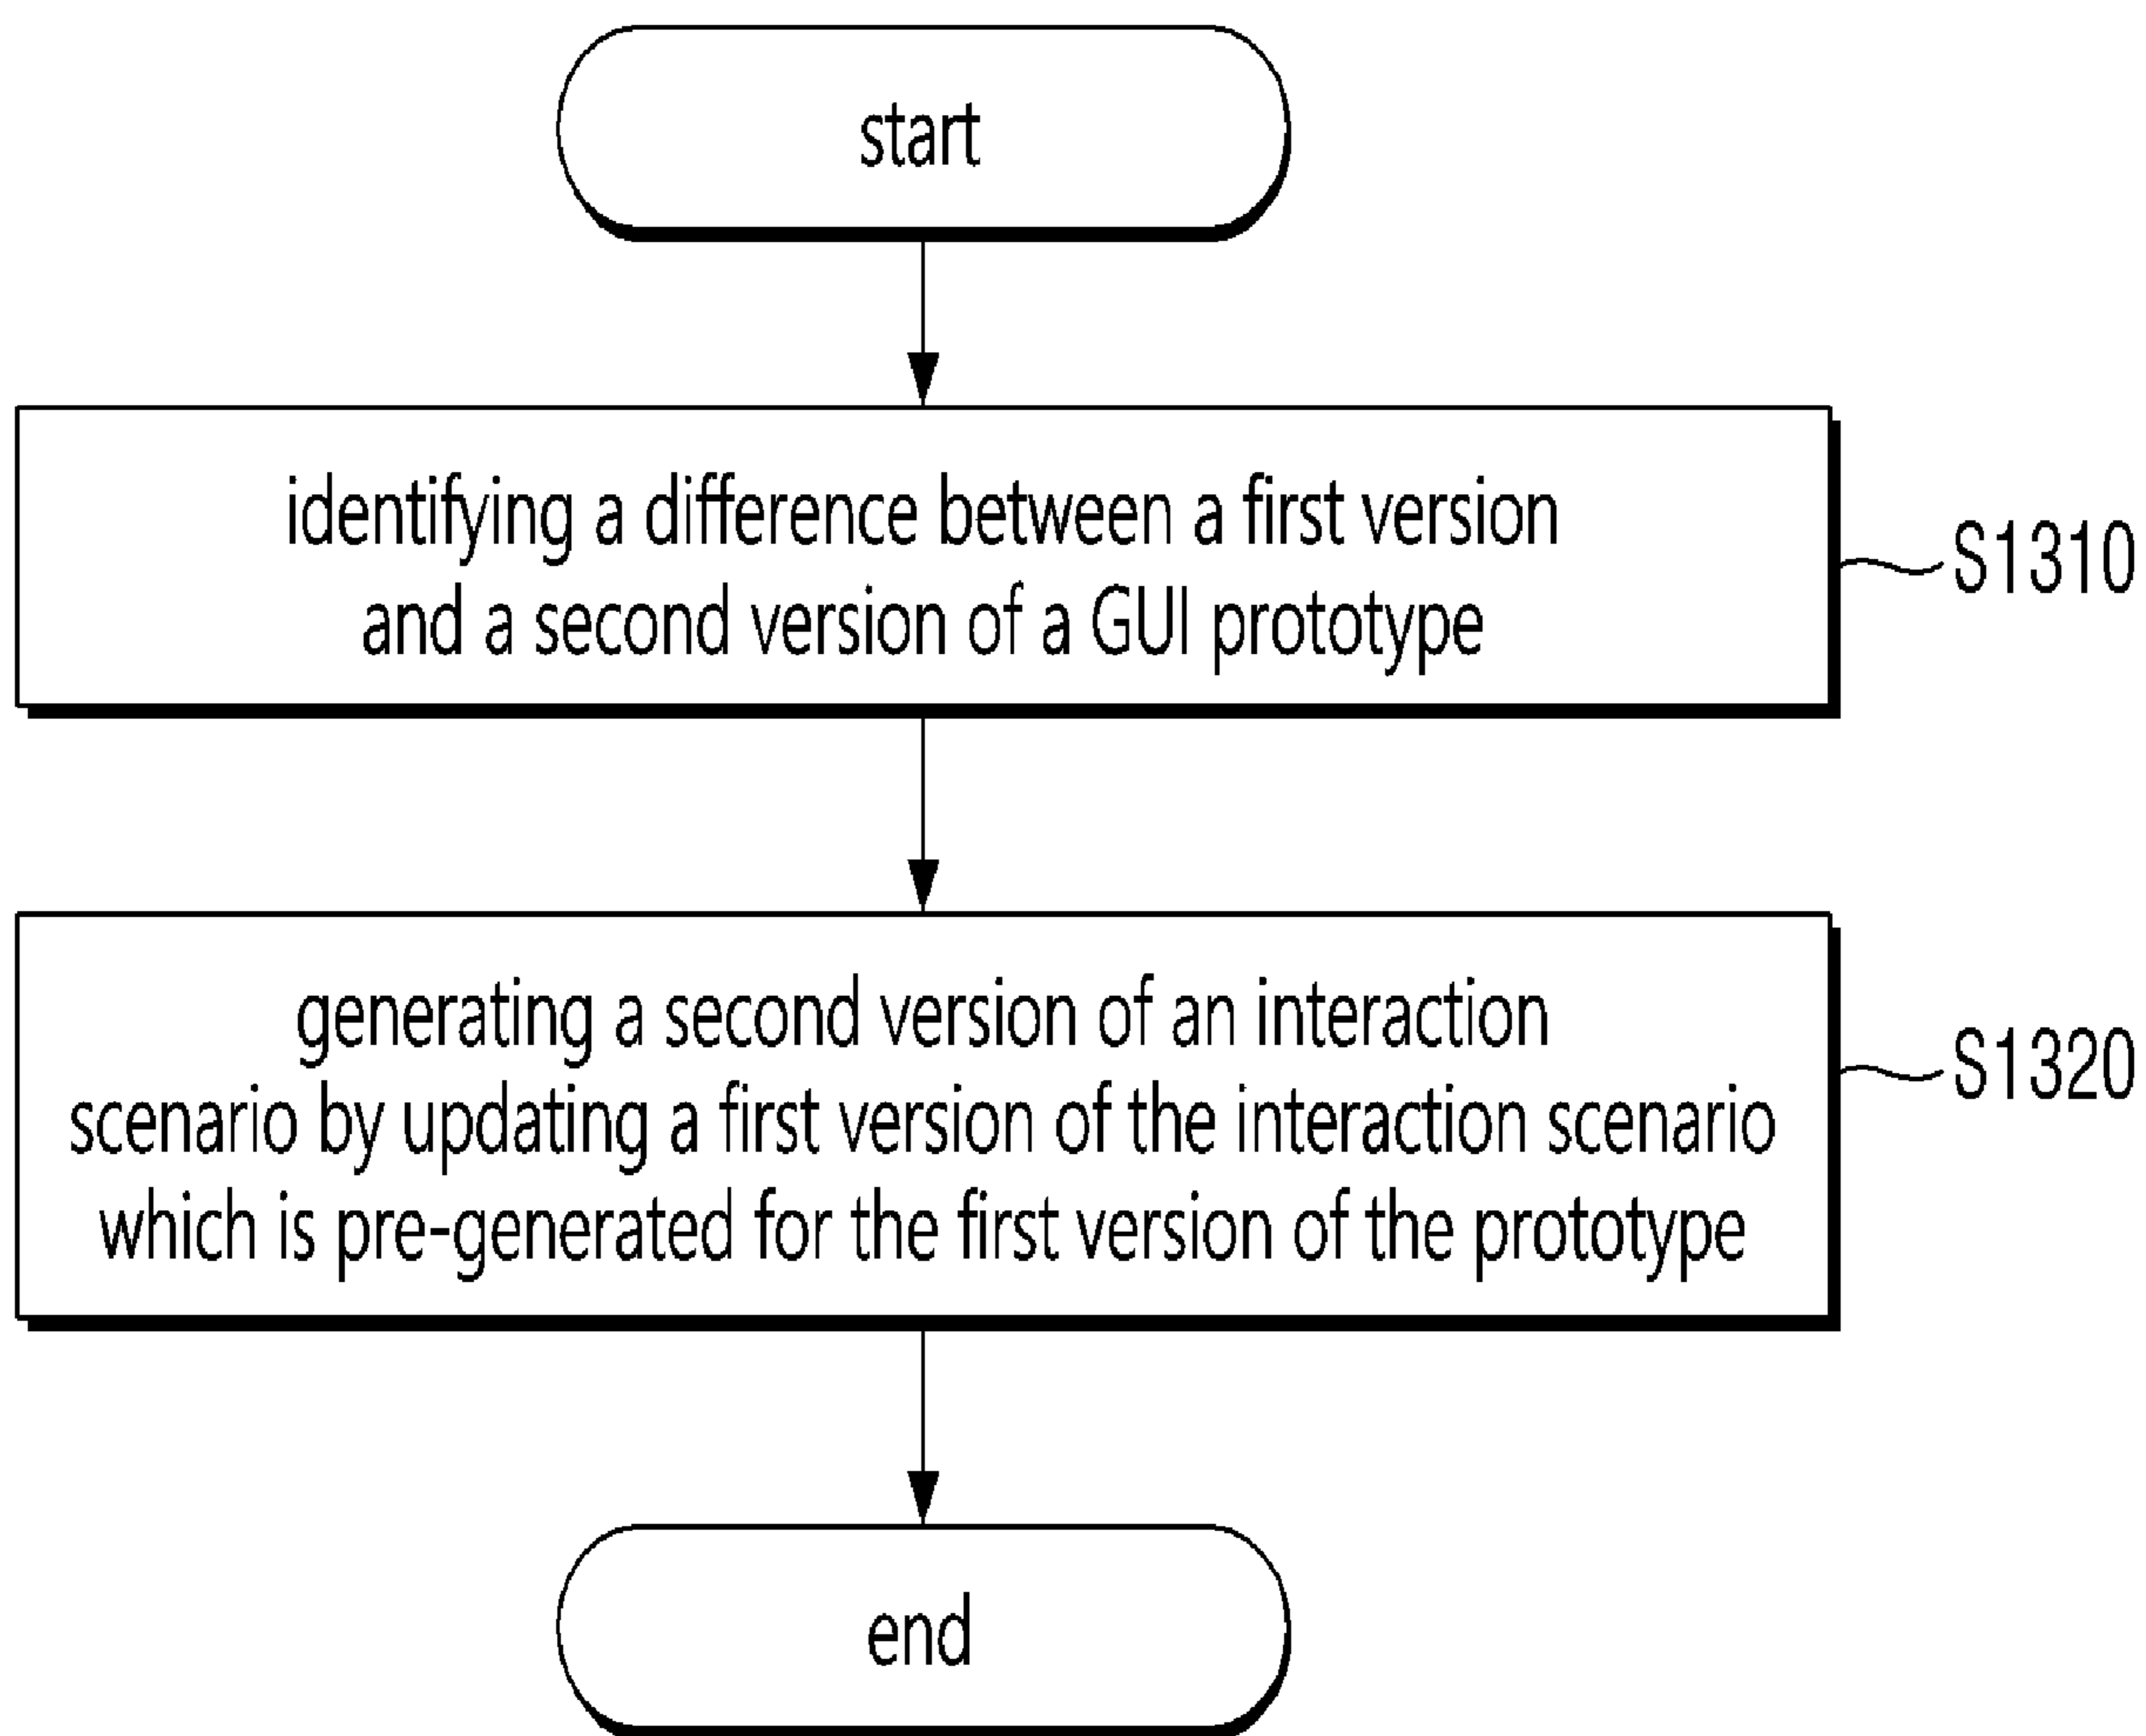 start
identifying a difference between a first version
and a second version of a GUI prototype
S1310
generating a second version of an interaction
scenario by updating a first version of the interaction scenario
which is pre-generated for the first version of the prototype
S1320
end